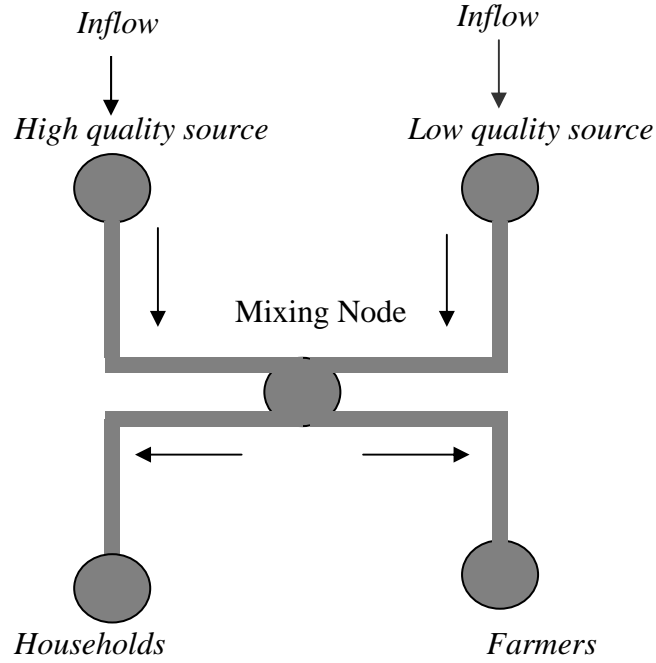 Inflow
Inflow
High quality source
Low quality source
Mixing Node
Households
Farmers